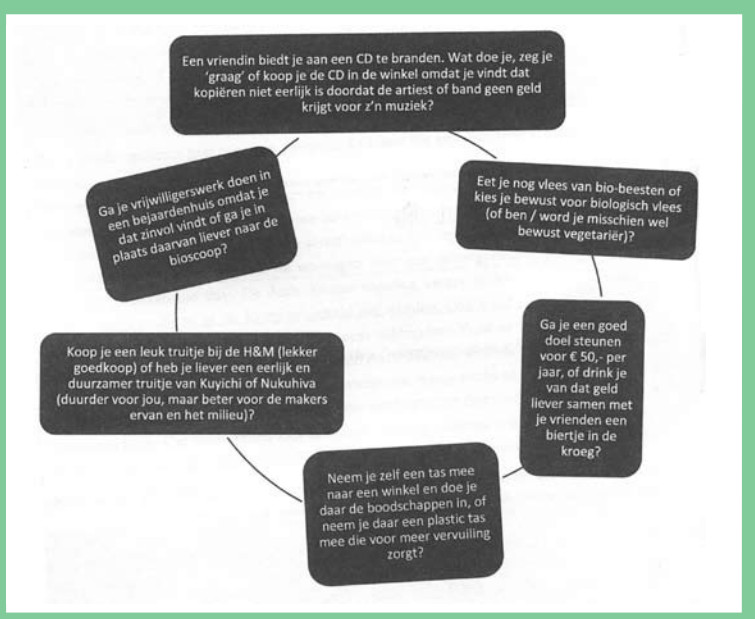 Een vriendin biedt je aan een CD te branden. Wat doe je, zeg je
'graag' of koop je de CD in de winkel omdat je vindt dat
kopiëren niet eerlijk is doordat de artiest of band geen geld
krijgt voor z'n muziek?
Eet je nog vlees van bio-beesten of
kies je bewust voor biologisch vlees
(of ben / word je misschien wel
bewust vegetariër)?
Ga je een goed
doel steunen
voor € 50,- per
jaar, of drink je
van dat geld
liever samen met
je vrienden een
biertje in de
kroeg?
Neem je zelf een tas mee
naar een winkel en doe je
daar de boodschappen in, of
neem je daar een plastic tas
mee die voor meer vervuiling
zorgt?
Koop je een leuk truitje bij de H&M (lekker
goedkoop) of heb je liever een eerlijk en
duurzamer truitje van Kuyichi of Nukuhiva
(duurder voor jou, maar beter voor de makers
ervan en het milieu)?
Ga je vrijwilligerswerk doen in
een bejaardenhuis omdat je
dat zinvol vindt of ga je in
plaats daarvan liever naar de
bioscoop?